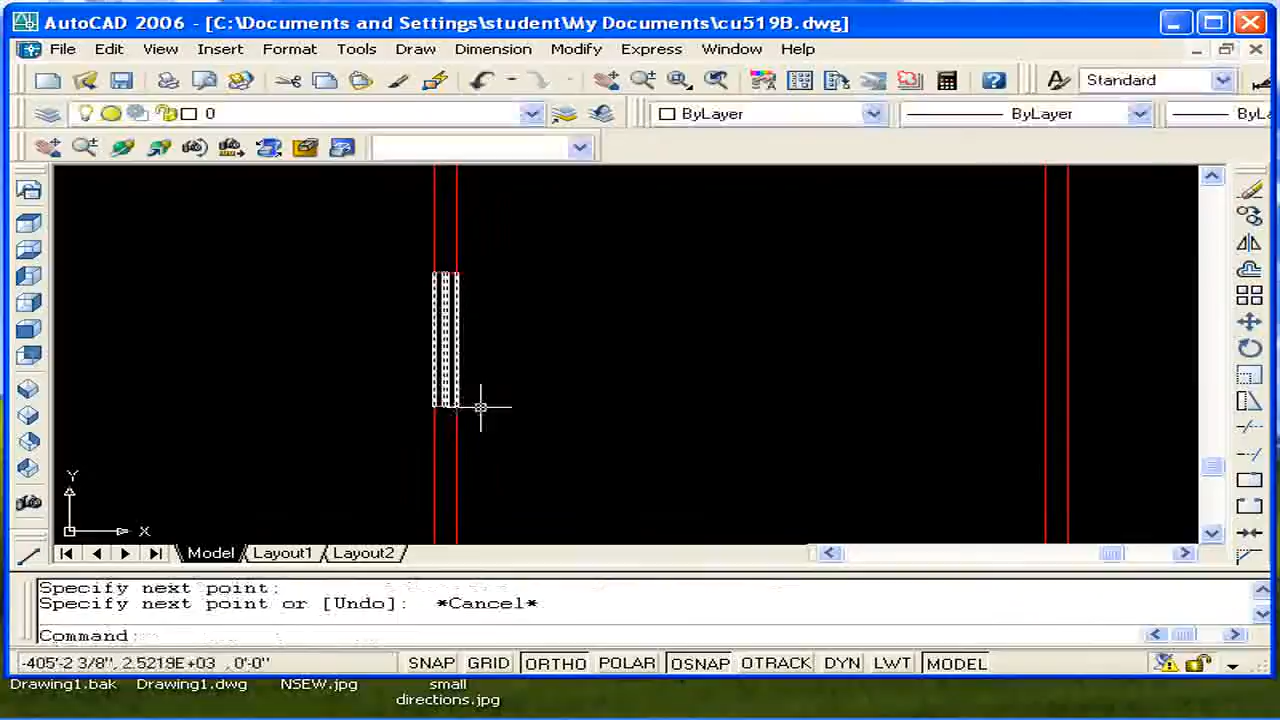 AutoCAD 2006 - [C:\Documents and Settings\student\My Documents\cu519B.dwg]
File Edit View Insert Format Tools Draw Dimension Modify Express Window Help
Standard
0 ByLayer ByLayer ByLa
Y
X
Model Layout1 Layout2
Specify next point:
Specify next point or [Undo]: *Cancel*
Command:
-405'-2 3/8", 2.5219E+03 , 0'-0" SNAP GRID ORTHO POLAR OSNAP OTRACK DYN LWT MODEL
Drawing1.bak Drawing1.dwg NSEW.jpg small
directions.jpg